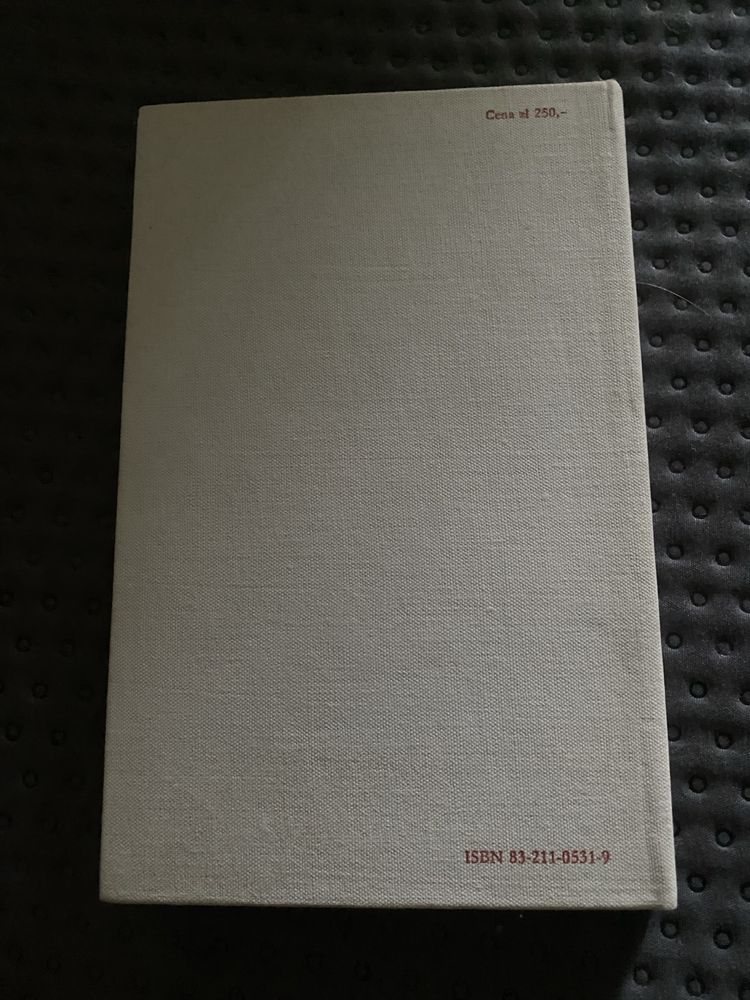 Cena zł 250,-
ISBN 83-211-0531-9